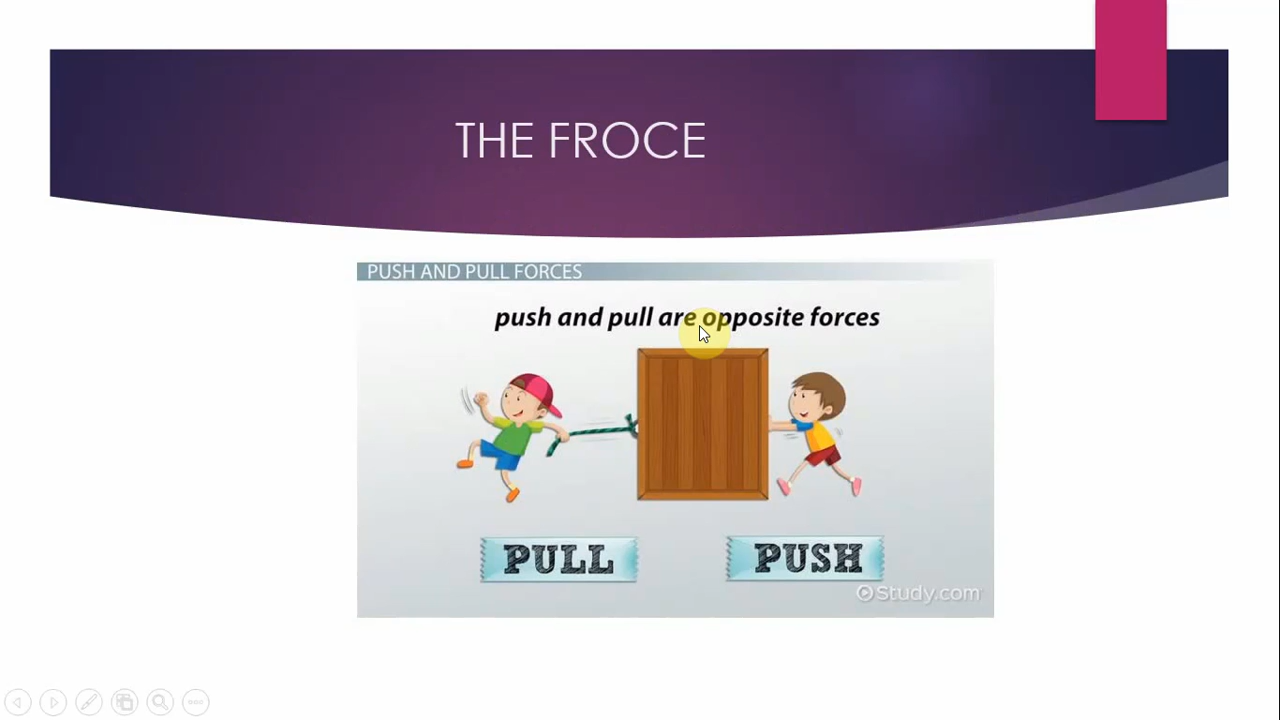 THE FROCE
PUSH AND PULL FORCES
push and pull are opposite forces
PULL
PUSH
Study.com